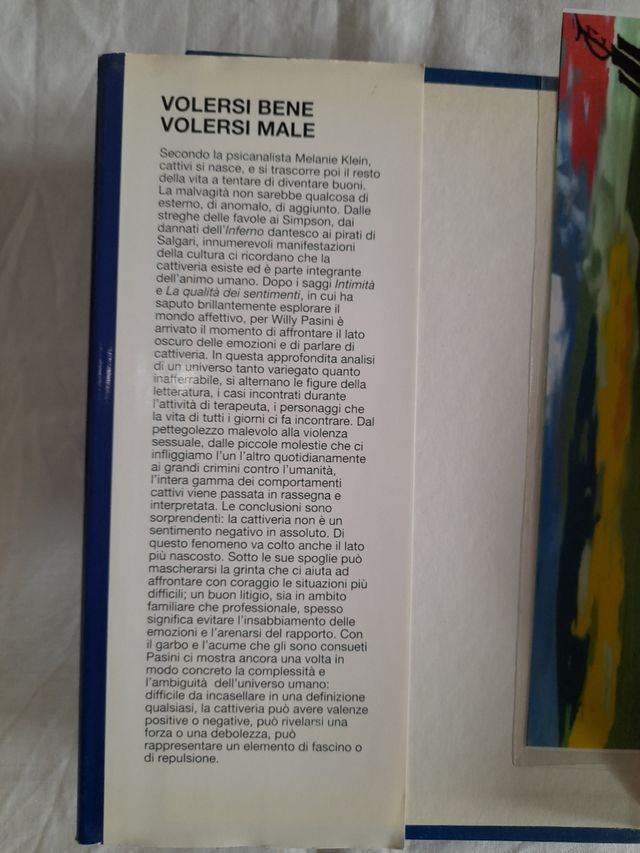 VOLERSI BENE
VOLERSI MALE
Secondo la psicanalista Melanie Klein,
cattivi si nasce, e si trascorre poi il resto
della vita a tentare di diventare buoni.
La malvagità non sarebbe qualcosa di
esterno, di anomalo, di aggiunto. Dalle
streghe delle favole ai Simpson, dai
dannati dell'Inferno dantesco ai pirati di
Salgari, innumerevoli manifestazioni
della cultura ci ricordano che la
cattiveria esiste ed è parte integrante
dell'animo umano. Dopo i saggi Intimità
e La qualità dei sentimenti, in cui ha
saputo brillantemente esplorare il
mondo affettivo, per Willy Pasini è
arrivato il momento di affrontare il lato
oscuro delle emozioni e di parlare di
cattiveria. In questa approfondita analisi
di un universo tanto variegato quanto
inafferrabile, si alternano le figure della
letteratura, i casi incontrati durante
l'attività di terapeuta, i personaggi che
la vita di tutti i giorni ci fa incontrare. Dal
pettegolezzo malevolo alla violenza
sessuale, dalle piccole molestie che ci
infliggiamo l'un l'altro quotidianamente
ai grandi crimini contro l'umanità,
l'intera gamma dei comportamenti
cattivi viene passata in rassegna e
interpretata. Le conclusioni sono
sorprendenti: la cattiveria non è un
sentimento negativo in assoluto. Di
questo fenomeno va colto anche il lato
più nascosto. Sotto le sue spoglie può
mascherarsi la grinta che ci aiuta ad
affrontare con coraggio le situazioni più
difficili; un buon litigio, sia in ambito
familiare che professionale, spesso
significa evitare l'insabbiamento delle
emozioni e l'arenarsi del rapporto. Con
il garbo e l'acume che gli sono consueti
Pasini ci mostra ancora una volta in
modo concreto la complessità e
l'ambiguità dell'universo umano:
difficile da incasellare in una definizione
qualsiasi, la cattiveria può avere valenze
positive o negative, può rivelarsi una
forza o una debolezza, può
rappresentare un elemento di fascino o
di repulsione.